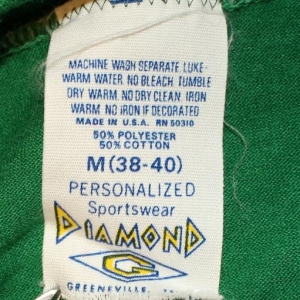 MACHINE WASH SEPARATE, LUKE-
WARM WATER. NO BLEACH. TUMBLE
DRY WARM. NO DRY CLEAN. IRON
WARM. NO IRON IF DECORATED
MADE IN U.S.A. RN 50310
50% POLYESTER
50% COTTON
M (38-40)
PERSONALIZED
Sportswear
DIAMOND
G
GREENEVILLE,